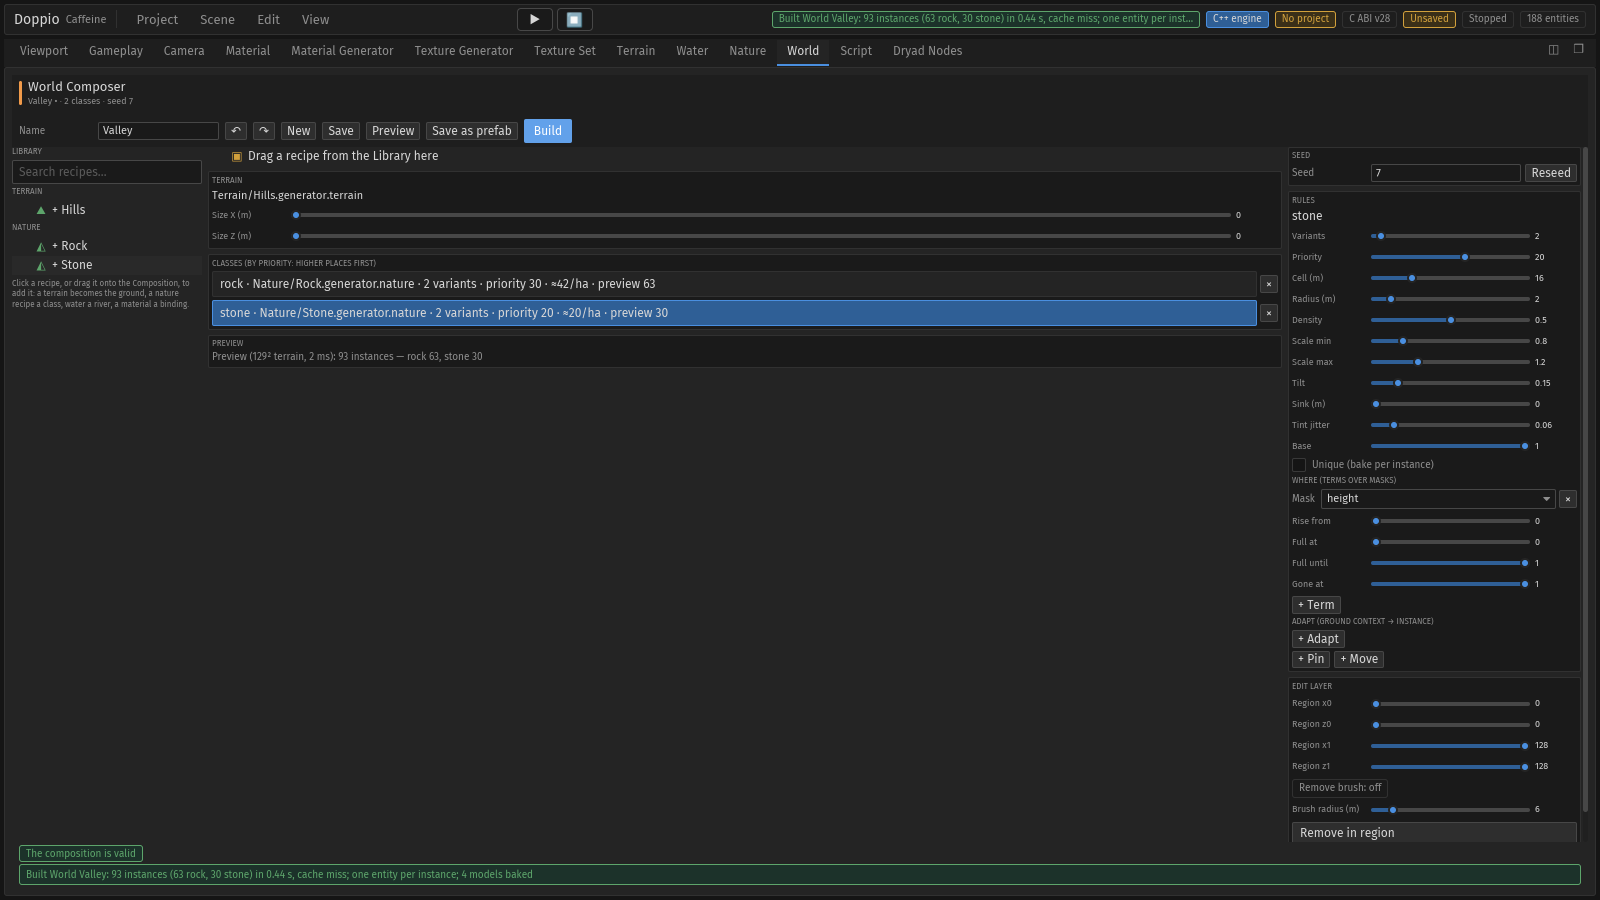 Doppio Caffeine Project Scene Edit View
Built World Valley: 93 instances (63 rock, 30 stone) in 0.44 s, cache miss; one entity per inst... C++ engine No project C ABI v28 Unsaved Stopped 188 entities
Viewport Gameplay Camera Material Material Generator Texture Generator Texture Set Terrain Water Nature World Script Dryad Nodes
World Composer
Valley • · 2 classes · seed 7
Name Valley ↶ ↷ New Save Preview Save as prefab Build
LIBRARY
Search recipes...
TERRAIN
+ Hills
NATURE
+ Rock
+ Stone
Click a recipe, or drag it onto the Composition, to
add it: a terrain becomes the ground, a nature
recipe a class, water a river, a material a binding.
Drag a recipe from the Library here
TERRAIN
Terrain/Hills.generator.terrain
Size X (m) 0
Size Z (m) 0
CLASSES (BY PRIORITY: HIGHER PLACES FIRST)
rock · Nature/Rock.generator.nature · 2 variants · priority 30 · ≈42/ha · preview 63 ×
stone · Nature/Stone.generator.nature · 2 variants · priority 20 · ≈20/ha · preview 30 ×
PREVIEW
Preview (129² terrain, 2 ms): 93 instances — rock 63, stone 30
SEED
Seed 7 Reseed
RULES
stone
Variants 2
Priority 20
Cell (m) 16
Radius (m) 2
Density 0.5
Scale min 0.8
Scale max 1.2
Tilt 0.15
Sink (m) 0
Tint jitter 0.06
Base 1
Unique (bake per instance)
WHERE (TERMS OVER MASKS)
Mask height ×
Rise from 0
Full at 0
Full until 1
Gone at 1
+ Term
ADAPT (GROUND CONTEXT → INSTANCE)
+ Adapt
+ Pin + Move
EDIT LAYER
Region x0 0
Region z0 0
Region x1 128
Region z1 128
Remove brush: off
Brush radius (m) 6
Remove in region
The composition is valid
Built World Valley: 93 instances (63 rock, 30 stone) in 0.44 s, cache miss; one entity per instance; 4 models baked